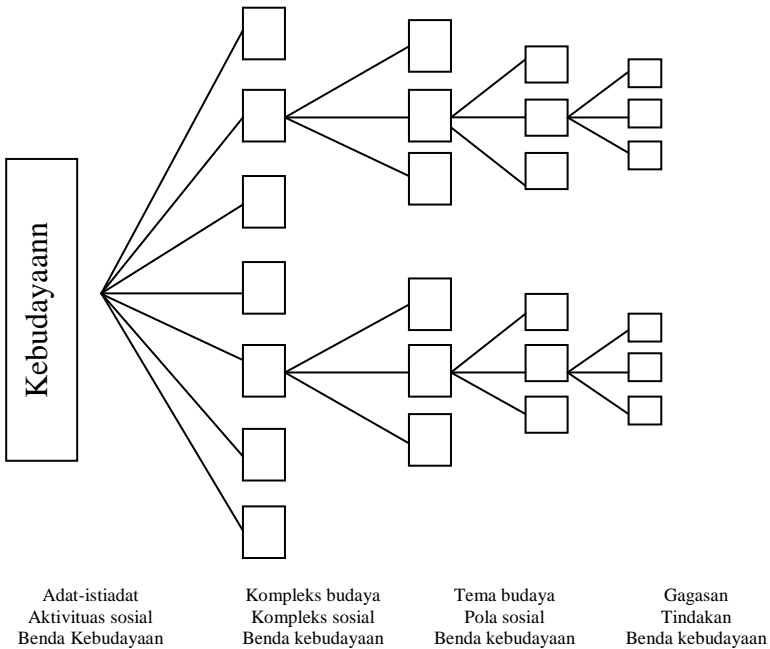 Kebudayaann
Adat-istiadat
Aktivituas sosial
Benda Kebudayaan
Kompleks budaya
Kompleks sosial
Benda kebudayaan
Tema budaya
Pola sosial
Benda kebudayaan
Gagasan
Tindakan
Benda kebudayaan